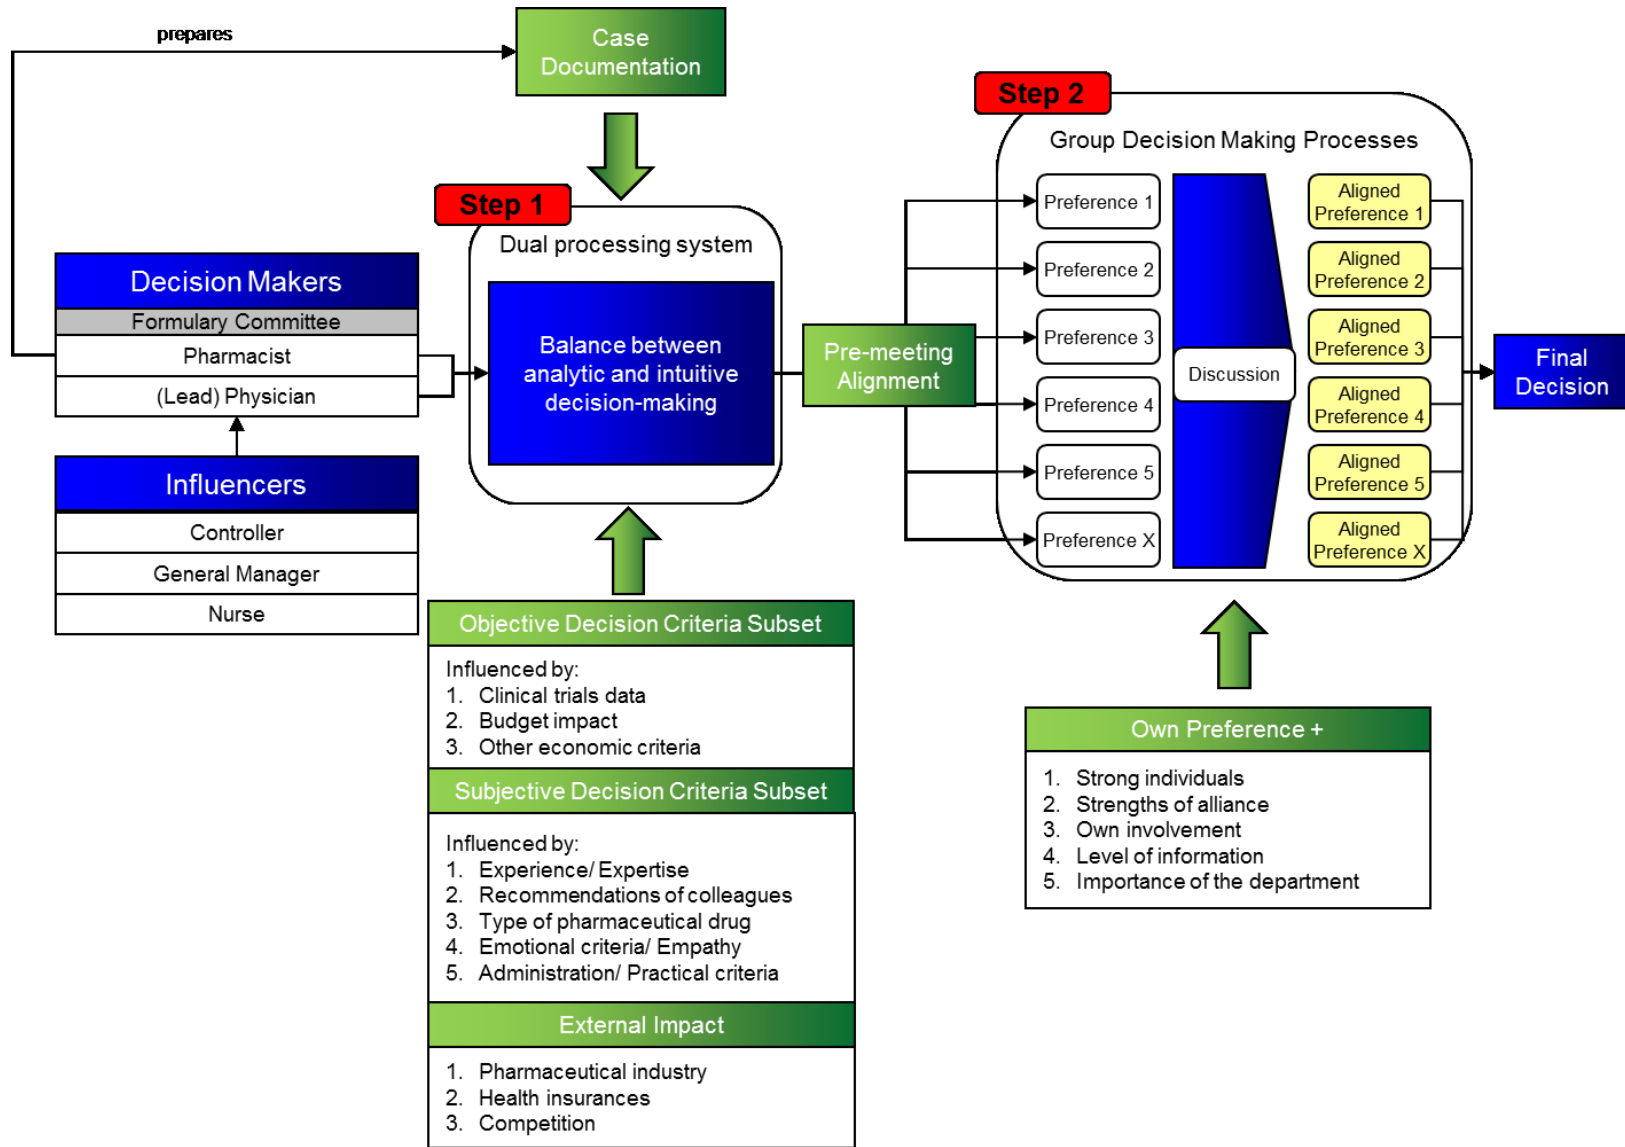 prepares
Case
Documentation
Step 1
Dual processing system
Balance between
analytic and intuitive
decision-making
Decision Makers
Formulary Committee
Pharmacist
(Lead) Physician
Influencers
Controller
General Manager
Nurse
Objective Decision Criteria Subset
Influenced by:
1. Clinical trials data
2. Budget impact
3. Other economic criteria
Subjective Decision Criteria Subset
Influenced by:
1. Experience/ Expertise
2. Recommendations of colleagues
3. Type of pharmaceutical drug
4. Emotional criteria/ Empathy
5. Administration/ Practical criteria
External Impact
1. Pharmaceutical industry
2. Health insurances
3. Competition
Pre-meeting
Alignment
Step 2
Group Decision Making Processes
Preference 1
Preference 2
Preference 3
Preference 4
Preference 5
Preference X
Discussion
Aligned
Preference 1
Aligned
Preference 2
Aligned
Preference 3
Aligned
Preference 4
Aligned
Preference 5
Aligned
Preference X
Final
Decision
Own Preference +
1. Strong individuals
2. Strengths of alliance
3. Own involvement
4. Level of information
5. Importance of the department